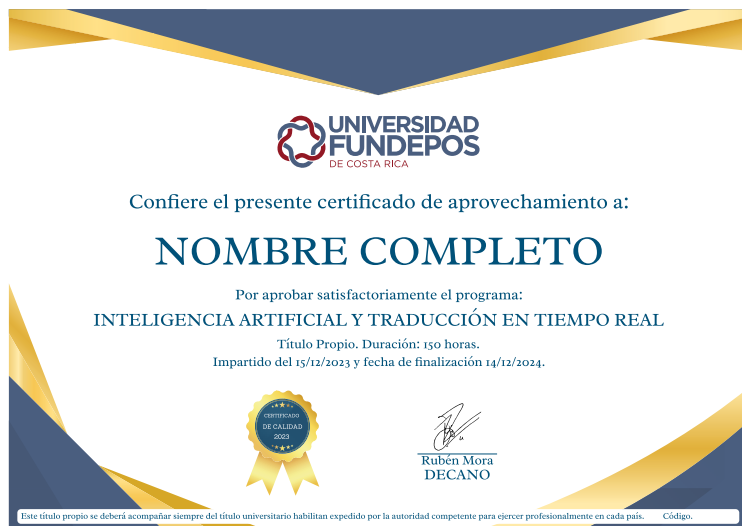 UNIVERSIDAD
FUNDEPOS
DE COSTA RICA
Confiere el presente certificado de aprovechamiento a:
NOMBRE COMPLETO
Por aprobar satisfactoriamente el programa:
INTELIGENCIA ARTIFICIAL Y TRADUCCIÓN EN TIEMPO REAL
Título Propio. Duración: 150 horas.
Impartido del 15/12/2023 y fecha de finalización 14/12/2024.
CERTIFICADO
DE CALIDAD
2023
Rubén Mora
DECANO
Este título propio se deberá acompañar siempre del título universitario habilitan expedido por la autoridad competente para ejercer profesionalmente en cada país. Código.